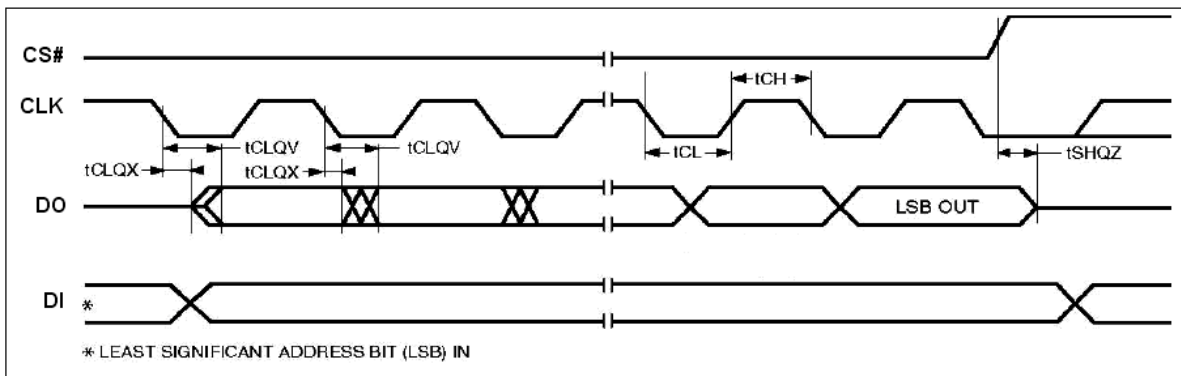 CS#
CLK
tCH
tCLQV
tCLQV
tCL
tSHQZ
tCLQX
tCLQX
DO
LSB OUT
DI *
* LEAST SIGNIFICANT ADDRESS BIT (LSB) IN